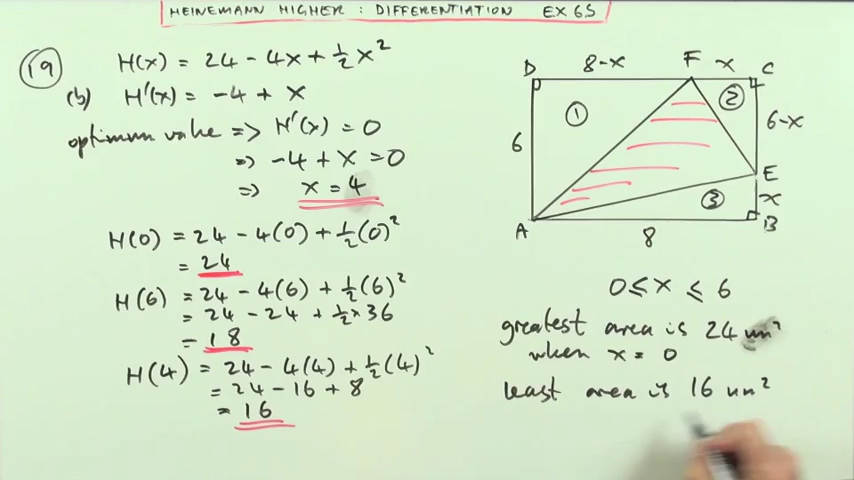 HEINEMANN HIGHER : DIFFERENTIATION EX 6S
19
H(x) = 24 - 4x + ½x²
(b) H'(x) = -4 + x
optimum value => H'(x) = 0
=> -4 + x = 0
=> x = 4
H(0) = 24 - 4(0) + ½(0)²
= 24
H(6) = 24 - 4(6) + ½(6)²
= 24 - 24 + ½ × 36
= 18
H(4) = 24 - 4(4) + ½(4)²
= 24 - 16 + 8
= 16
D 8-x F x C
1 2
6 6-x
E
3 x
A B
8
0 ≤ x ≤ 6
greatest area is 24 un²
when x = 0
least area is 16 un²